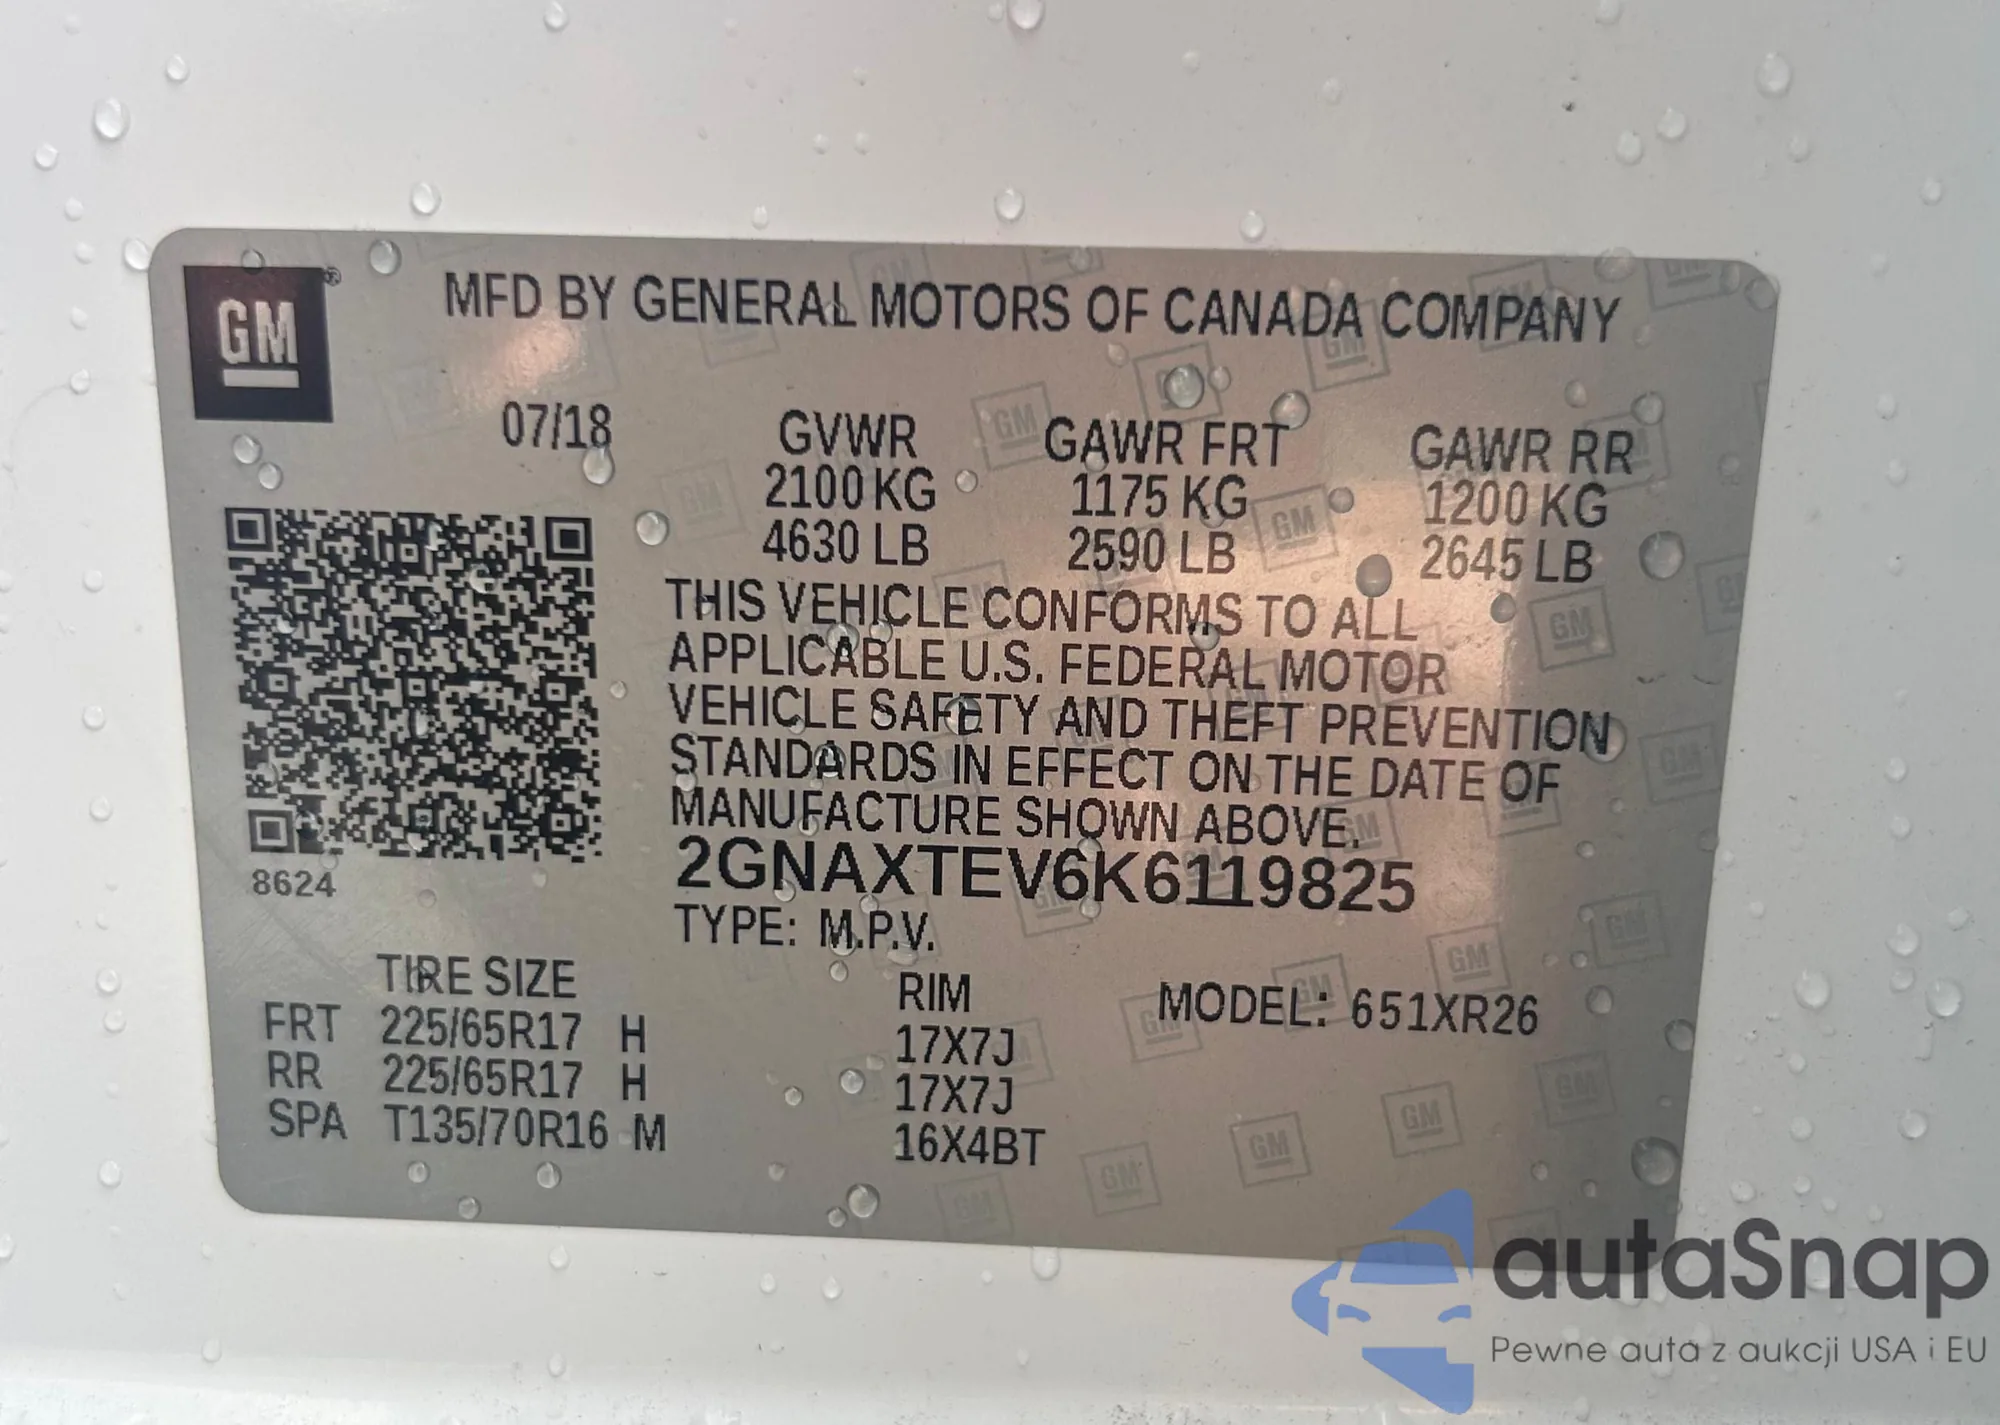 GM®
MFD BY GENERAL MOTORS OF CANADA COMPANY
07/18 GVWR GAWR FRT GAWR RR
2100 KG 1175 KG 1200 KG
4630 LB 2590 LB 2645 LB
THIS VEHICLE CONFORMS TO ALL
APPLICABLE U.S. FEDERAL MOTOR
VEHICLE SAFETY AND THEFT PREVENTION
STANDARDS IN EFFECT ON THE DATE OF
MANUFACTURE SHOWN ABOVE.
8624
2GNAXTEV6K6119825
TYPE: M.P.V.
TIRE SIZE RIM MODEL: 651XR26
FRT 225/65R17 H 17X7J
RR 225/65R17 H 17X7J
SPA T135/70R16 M 16X4BT
autaSnap
Pewne auta z aukcji USA i EU